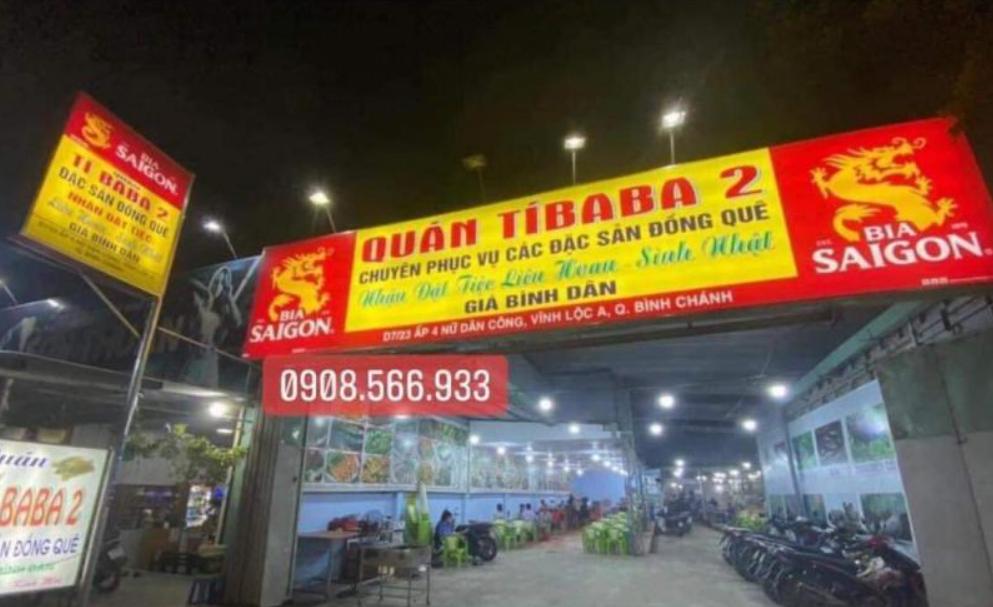 BIA
SAIGON
TÍ BABA 2
ĐẶC SẢN ĐỒNG QUÊ
NHẬN ĐẶT TIỆC
GIÁ BÌNH DÂN
BIA
SAIGON
QUÁN TÍBABA 2
CHUYÊN PHỤC VỤ CÁC ĐẶC SẢN ĐỒNG QUÊ
Nhận Đặt Tiệc Liên Hoan - Sinh Nhật
GIÁ BÌNH DÂN
D7/23 ẤP 4 NỮ DÂN CÔNG, VĨNH LỘC A, Q. BÌNH CHÁNH
BIA
SAIGON
0908.566.933
Quán
BABA 2
ẢN ĐỒNG QUÊ